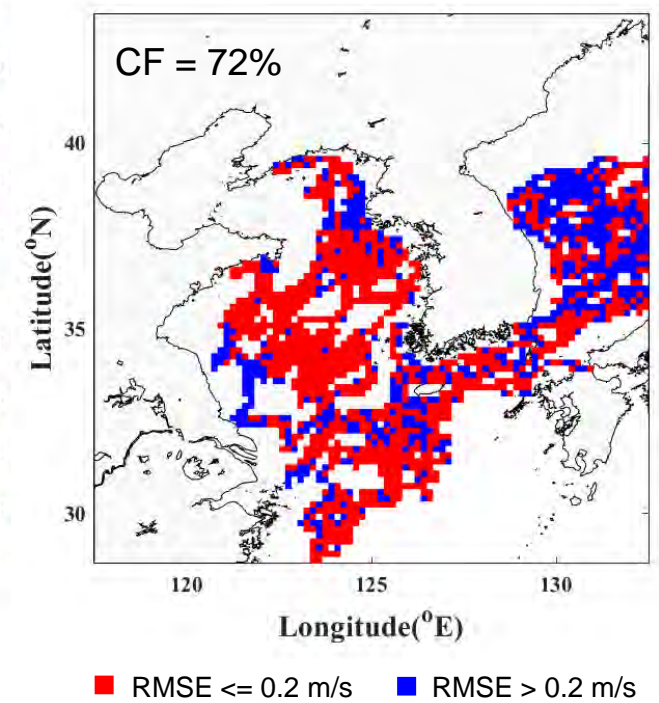 CF = 72%
40
35
30
Latitude(°N)
120 125 130
Longitude(°E)
RMSE <= 0.2 m/s RMSE > 0.2 m/s